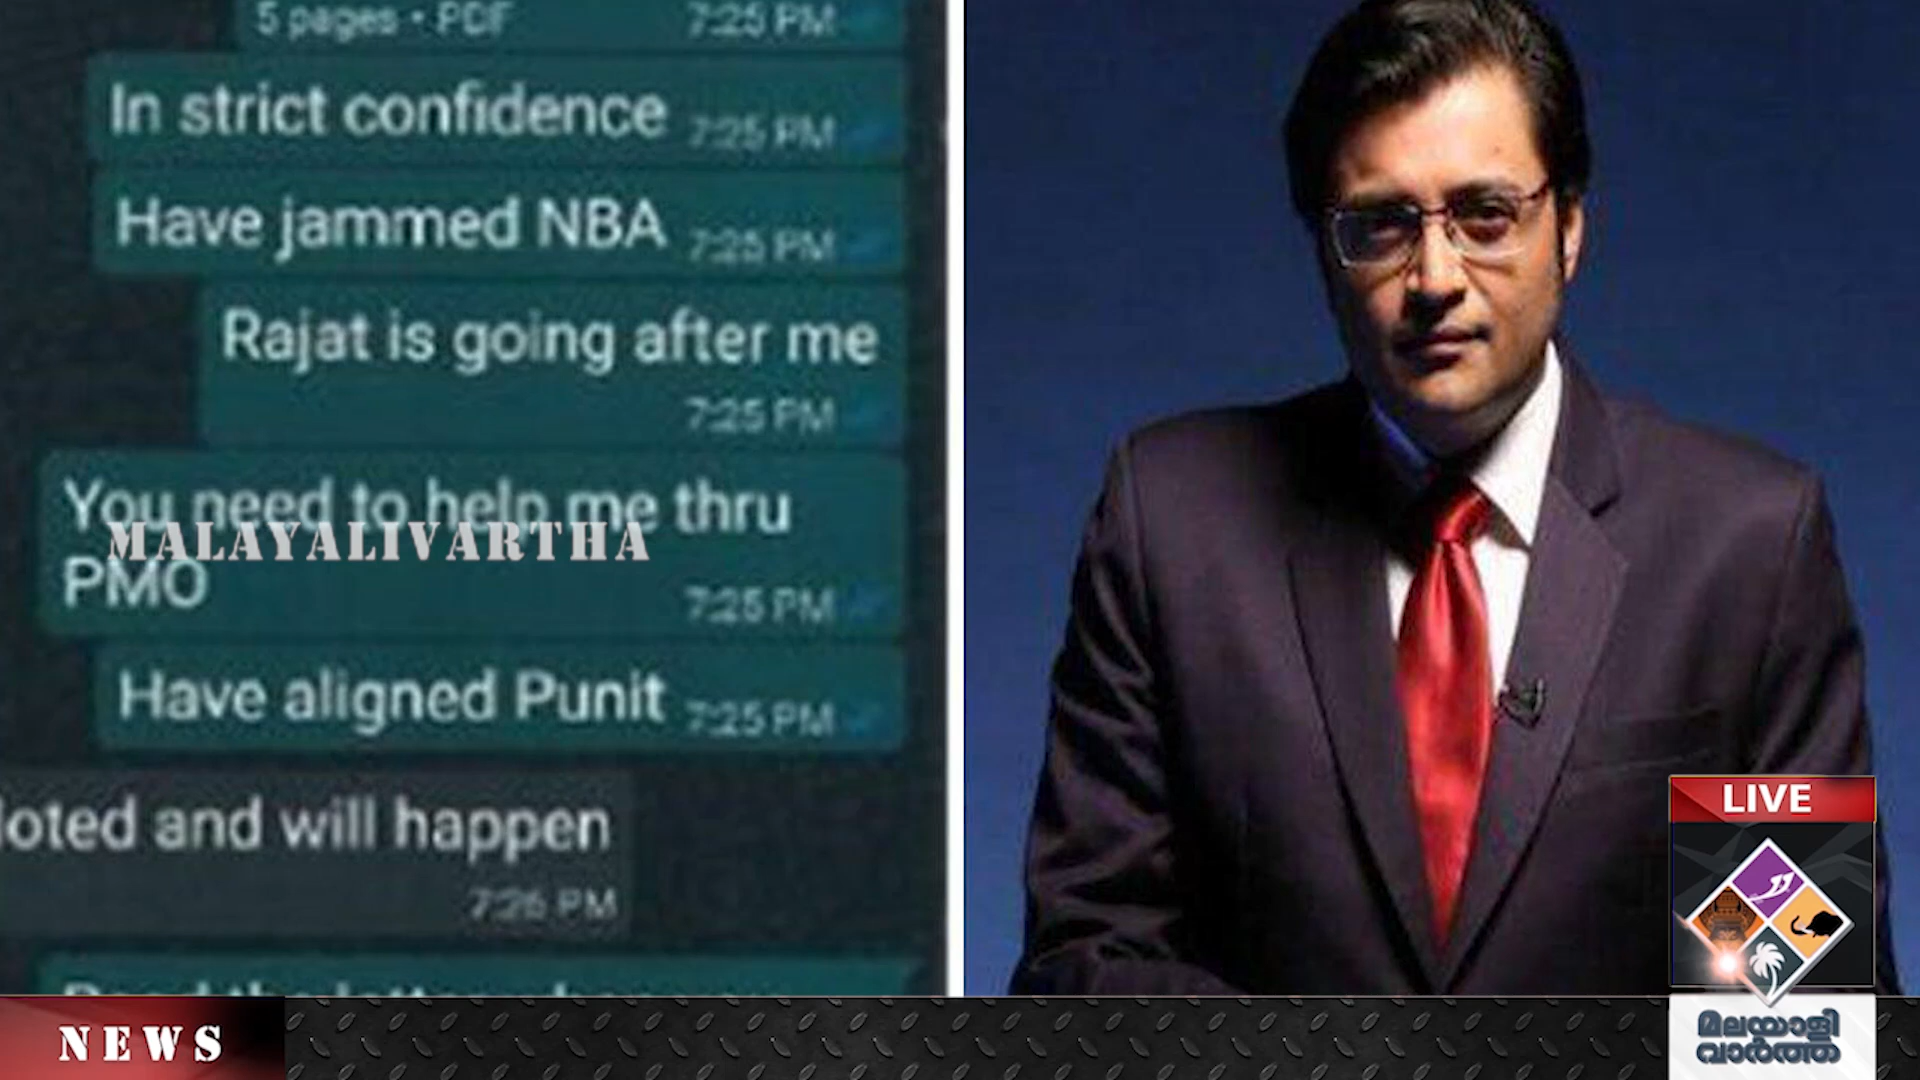 5 pages • PDF 7:25 PM
In strict confidence 7:25 PM
Have jammed NBA 7:25 PM
Rajat is going after me
7:25 PM
You need to help me thru
PMO 7:25 PM
MALAYALIVARTHA
Have aligned Punit 7:25 PM
loted and will happen
7:26 PM
LIVE
NEWS
മലയാളി
വാർത്ത